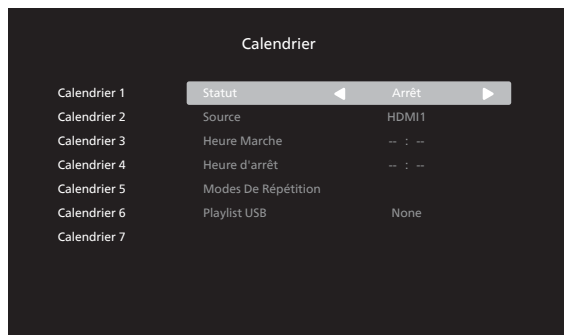 Calendrier
Calendrier 1 Statut Arrêt
Calendrier 2 Source HDMI1
Calendrier 3 Heure Marche -- : --
Calendrier 4 Heure d'arrêt -- : --
Calendrier 5 Modes De Répétition
Calendrier 6 Playlist USB None
Calendrier 7